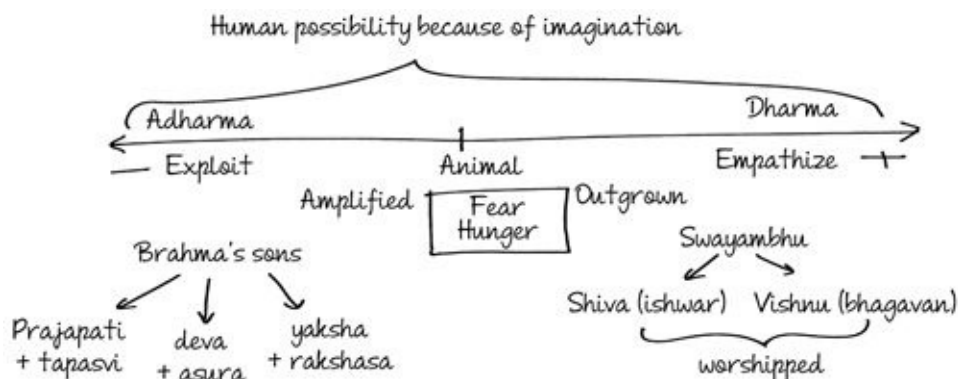 Human possibility because of imagination
Adharma
Dharma
— Exploit
Animal
Empathize +
Amplified
Fear
Hunger
Outgrown
Brahma's sons
Prajapati
+ tapasvi
deva
+ asura
yaksha
+ rakshasa
Swayambhu
Shiva (ishwar)
Vishnu (bhagavan)
worshipped